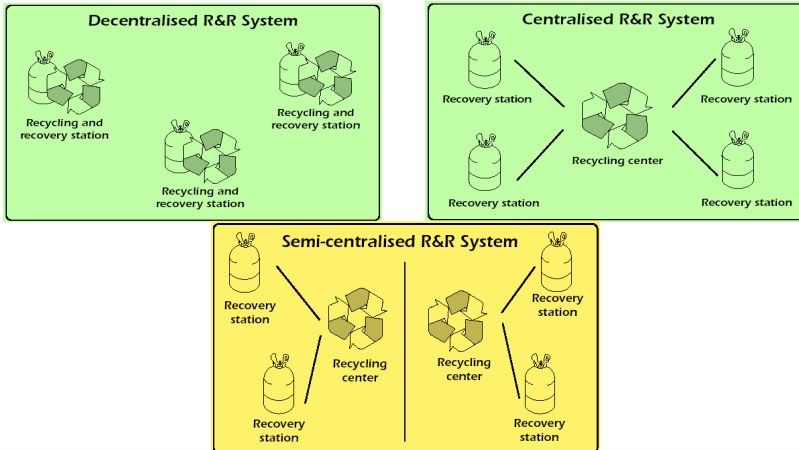 Decentralised R&R System
Recycling and
recovery station
Recycling and
recovery station
Recycling and
recovery station
Centralised R&R System
Recovery station
Recovery station
Recycling center
Recovery station
Recovery station
Semi-centralised R&R System
Recovery
station
Recycling
center
Recovery
station
Recovery
station
Recycling
center
Recovery
station